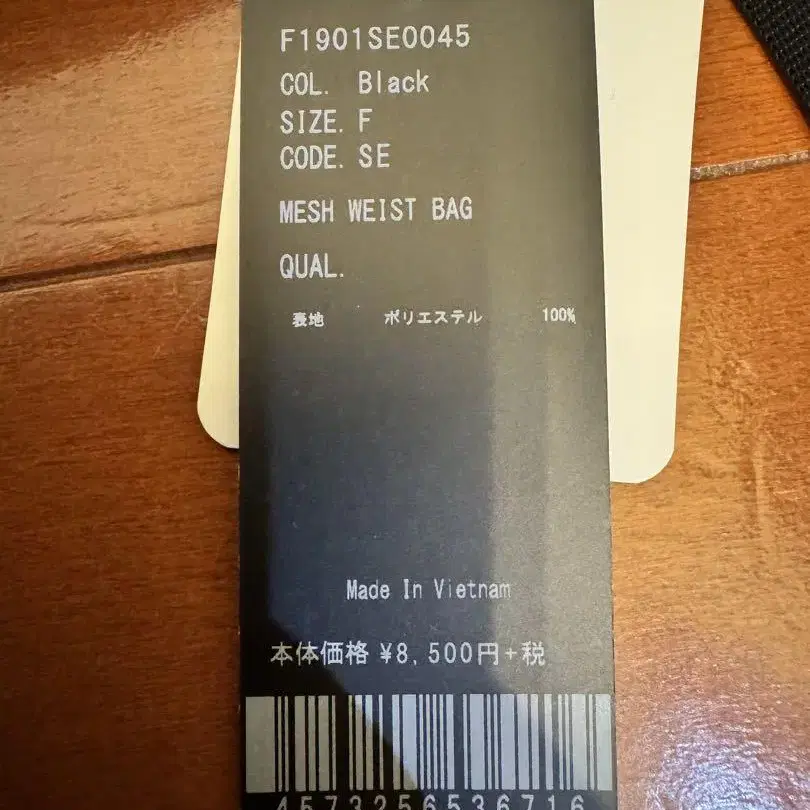 F1901SE0045
COL. Black
SIZE. F
CODE. SE
MESH WEIST BAG
QUAL.
表地 ポリエステル 100%
Made In Vietnam
本体価格 ¥8,500円+税
4573256536716